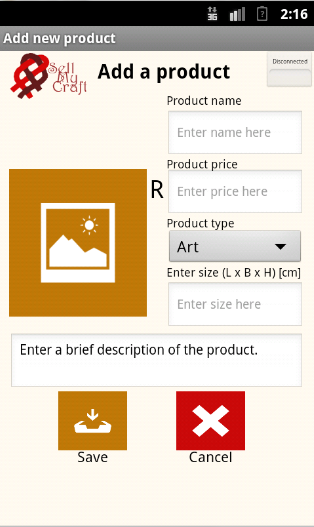 3G
2:16
Add new product
Sell My Craft
Add a product
Disconnected
Product name
Enter name here
Product price
R
Enter price here
Product type
Art
Enter size (L x B x H) [cm]
Enter size here
Enter a brief description of the product.
Save
Cancel